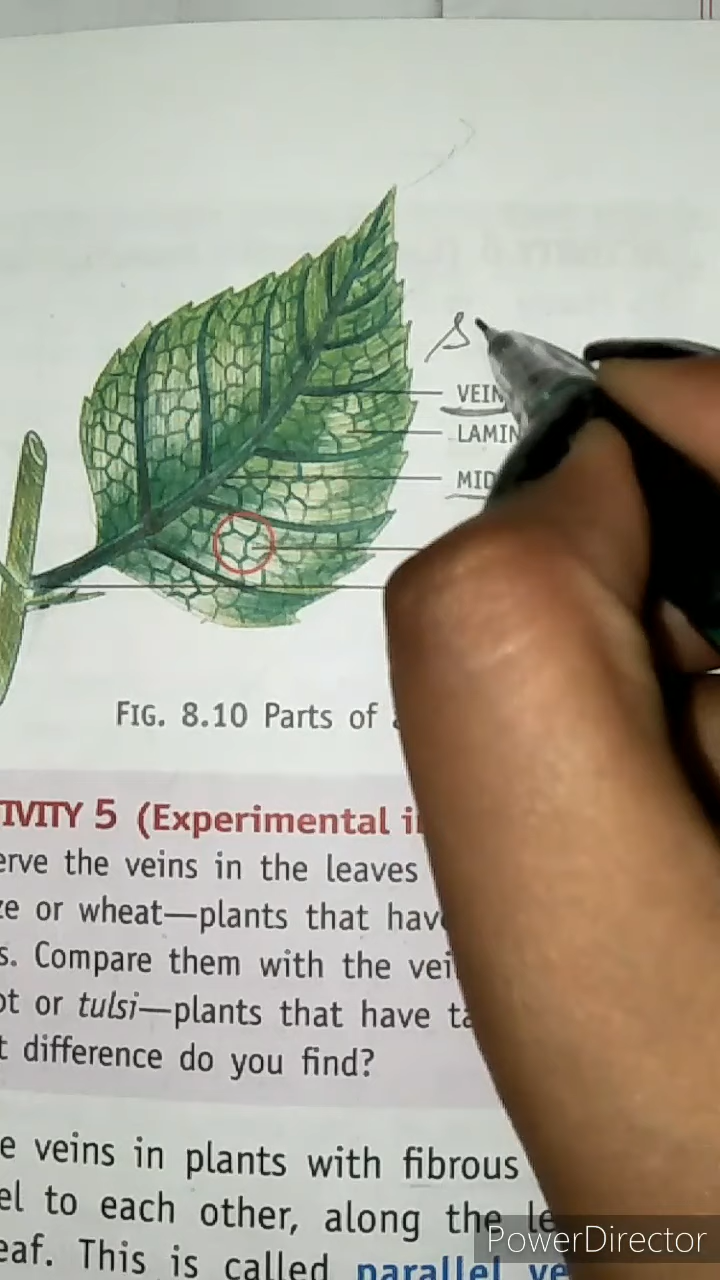 S
VEIN
LAMIN
MID
FIG. 8.10 Parts of
IVITY 5 (Experimental i
erve the veins in the leaves
ze or wheat—plants that hav
s. Compare them with the vei
ot or tulsi—plants that have ta
t difference do you find?
e veins in plants with fibrous
el to each other, along the le
eaf. This is called parallel ve
PowerDirector